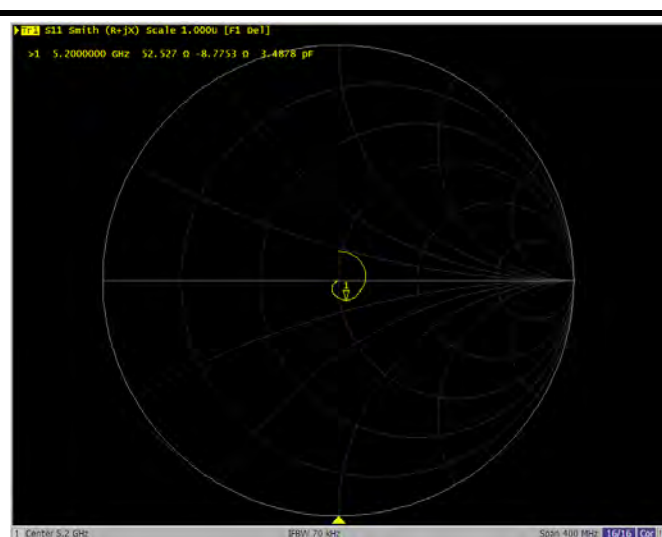 Tr1 S11 Smith (R+jX) Scale 1.000U [F1 Del]
>1 5.2000000 GHz 52.527 Ω -8.7753 Ω 3.4878 pF
1
1 Center 5.2 GHz IFBW 70 kHz Span 400 MHz 16/16 Cor